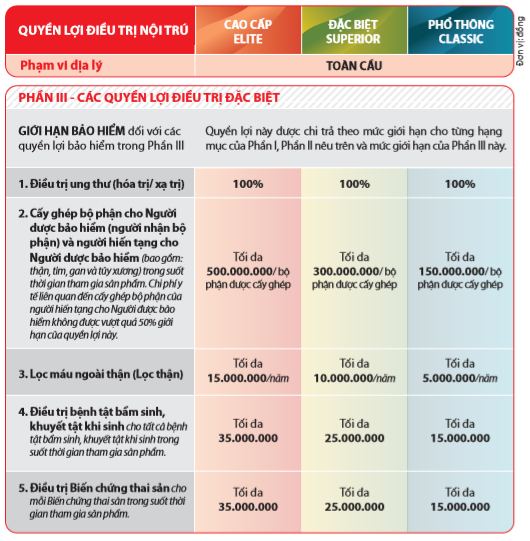 QUYỀN LỢI ĐIỀU TRỊ NỘI TRÚ
CAO CẤP
ELITE
ĐẶC BIỆT
SUPERIOR
PHỔ THÔNG
CLASSIC
Đơn vị: đồng
Phạm vi địa lý
TOÀN CẦU
PHẦN III - CÁC QUYỀN LỢI ĐIỀU TRỊ ĐẶC BIỆT
GIỚI HẠN BẢO HIỂM đối với các
quyền lợi bảo hiểm trong Phần III
Quyền lợi này được chi trả theo mức giới hạn cho từng hạng
mục của Phần I, Phần II nêu trên và mức giới hạn của Phần III này.
1. Điều trị ung thư (hóa trị/ xạ trị)
100%
100%
100%
2. Cấy ghép bộ phận cho Người
được bảo hiểm (người nhận bộ
phận) và người hiến tạng cho
Người được bảo hiểm (bao gồm:
thận, tim, gan và tủy xương) trong suốt
thời gian tham gia sản phẩm. Chi phí y
tế liên quan đến cấy ghép bộ phận của
người hiến tạng cho Người được bảo
hiểm không được vượt quá 50% giới
hạn của quyền lợi này.
Tối đa
500.000.000/ bộ
phận được cấy ghép
Tối đa
300.000.000/ bộ
phận được cấy ghép
Tối đa
150.000.000/ bộ
phận được cấy ghép
3. Lọc máu ngoài thận (Lọc thận)
Tối đa
15.000.000/năm
Tối đa
10.000.000/năm
Tối đa
5.000.000/năm
4. Điều trị bệnh tật bẩm sinh,
khuyết tật khi sinh cho tất cả bệnh
tật bẩm sinh, khuyết tật khi sinh trong
suốt thời gian tham gia sản phẩm.
Tối đa
35.000.000
Tối đa
25.000.000
Tối đa
15.000.000
5. Điều trị Biến chứng thai sản cho
mỗi Biến chứng thai sản trong suốt thời
gian tham gia sản phẩm.
Tối đa
35.000.000
Tối đa
25.000.000
Tối đa
15.000.000